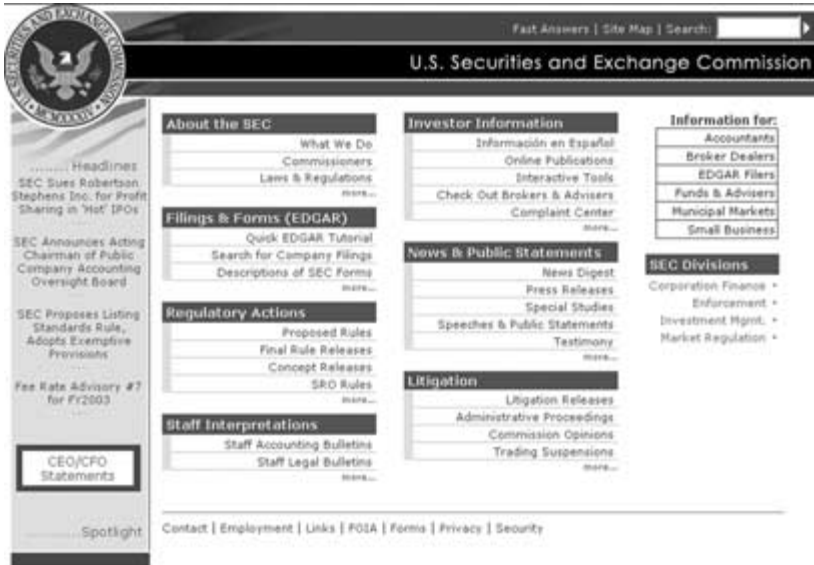 Fast Answers | Site Map | Search:
U.S. Securities and Exchange Commission
SECURITIES AND EXCHANGE COMMISSION
MCMXXXIV
Headlines
SEC Sues Robertson
Stephens Inc. for Profit
Sharing in 'Hot' IPOs
SEC Announces Acting
Chairman of Public
Company Accounting
Oversight Board
SEC Proposes Listing
Standards Rule,
Adopts Exemptive
Provisions
Fee Rate Advisory #7
for FY2003
CEO/CFO
Statements
Spotlight
About the SEC
What We Do
Commissioners
Laws & Regulations
more...
Filings & Forms (EDGAR)
Quick EDGAR Tutorial
Search for Company Filings
Descriptions of SEC Forms
more...
Regulatory Actions
Proposed Rules
Final Rule Releases
Concept Releases
SRO Rules
more...
Staff Interpretations
Staff Accounting Bulletins
Staff Legal Bulletins
more...
Investor Information
Información en Español
Online Publications
Interactive Tools
Check Out Brokers & Advisers
Complaint Center
more...
News & Public Statements
News Digest
Press Releases
Special Studies
Speeches & Public Statements
Testimony
more...
Litigation
Litigation Releases
Administrative Proceedings
Commission Opinions
Trading Suspensions
more...
Information for:
Accountants
Broker Dealers
EDGAR Filers
Funds & Advisers
Municipal Markets
Small Business
SEC Divisions
Corporation Finance
Enforcement
Investment Mgmt.
Market Regulation
Contact | Employment | Links | FOIA | Forms | Privacy | Security